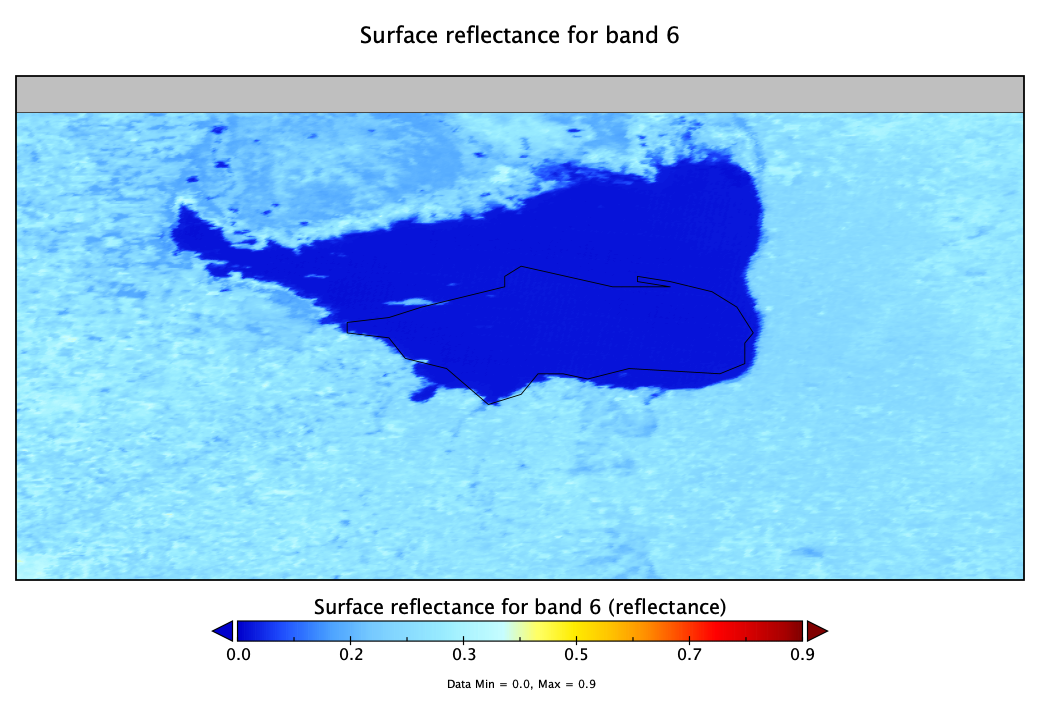 Surface reflectance for band 6
Surface reflectance for band 6 (reflectance)
0.0 0.2 0.3 0.5 0.7 0.9
Data Min = 0.0, Max = 0.9